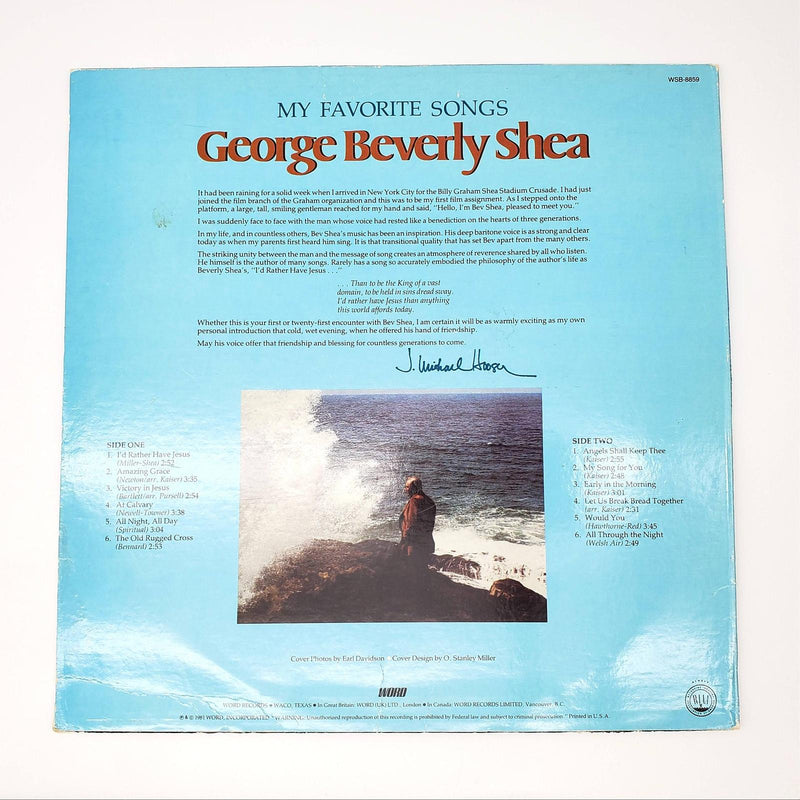 WSB-8859
MY FAVORITE SONGS
George Beverly Shea
It had been raining for a solid week when I arrived in New York City for the Billy Graham Shea Stadium Crusade. I had just
joined the film branch of the Graham organization and this was to be my first film assignment. As I stepped onto the
platform, a large, tall, smiling gentleman reached for my hand and said, "Hello, I'm Bev Shea, pleased to meet you."
I was suddenly face to face with the man whose voice had rested like a benediction on the hearts of three generations.
In my life, and in countless others, Bev Shea's music has been an inspiration. His deep baritone voice is as strong and clear
today as when my parents first heard him sing. It is that transitional quality that has set Bev apart from the many others.
The striking unity between the man and the message of song creates an atmosphere of reverence shared by all who listen.
He himself is the author of many songs. Rarely has a song so accurately embodied the philosophy of the author's life as
Beverly Shea's, "I'd Rather Have Jesus . . ."
. . . Than to be the King of a vast
domain, to be held in sins dread sway.
I'd rather have Jesus than anything
this world affords today.
Whether this is your first or twenty-first encounter with Bev Shea, I am certain it will be as warmly exciting as my own
personal introduction that cold, wet evening, when he offered his hand of friendship.
May his voice offer that friendship and blessing for countless generations to come.
J. Michael Hooser
SIDE ONE
1. I'd Rather Have Jesus
(Miller-Shea) 2:52
2. Amazing Grace
(Newton/arr. Kaiser) 3:35
3. Victory in Jesus
(Bartlett/arr. Pursell) 2:54
4. At Calvary
(Newell-Towner) 3:38
5. All Night, All Day
(Spiritual) 3:04
6. The Old Rugged Cross
(Bennard) 2:53
SIDE TWO
1. Angels Shall Keep Thee
(Kaiser) 2:55
2. My Song for You
(Kaiser) 2:48
3. Early in the Morning
(Kaiser) 3:01
4. Let Us Break Bread Together
(arr. Kaiser) 2:31
5. Would You
(Hawthorne-Red) 3:45
6. All Through the Night
(Welsh Air) 2:49
Cover Photos by Earl Davidson • Cover Design by O. Stanley Miller
WORD
WORD RECORDS • WACO, TEXAS • In Great Britain: WORD (UK) LTD., London • In Canada: WORD RECORDS LIMITED, Vancouver, B.C.
℗ & © 1981 WORD, INCORPORATED "WARNING: Unauthorized reproduction of this recording is prohibited by Federal law and subject to criminal prosecution." Printed in U.S.A.